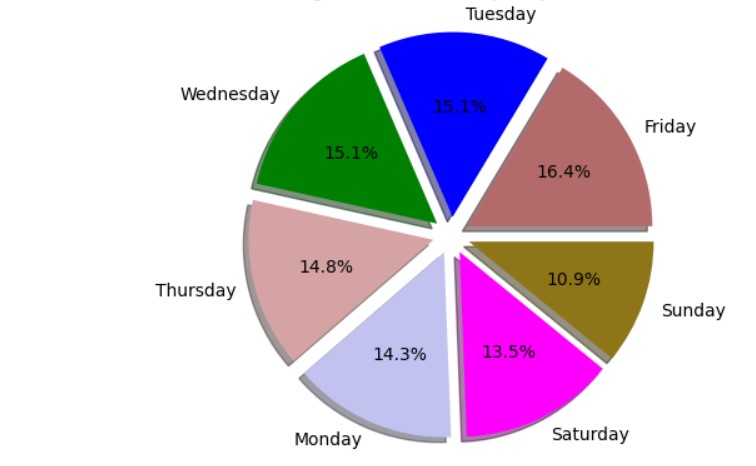 Tuesday
Wednesday
15.1%
Friday
15.1%
16.4%
Thursday
14.8%
10.9%
Sunday
14.3%
13.5%
Monday
Saturday